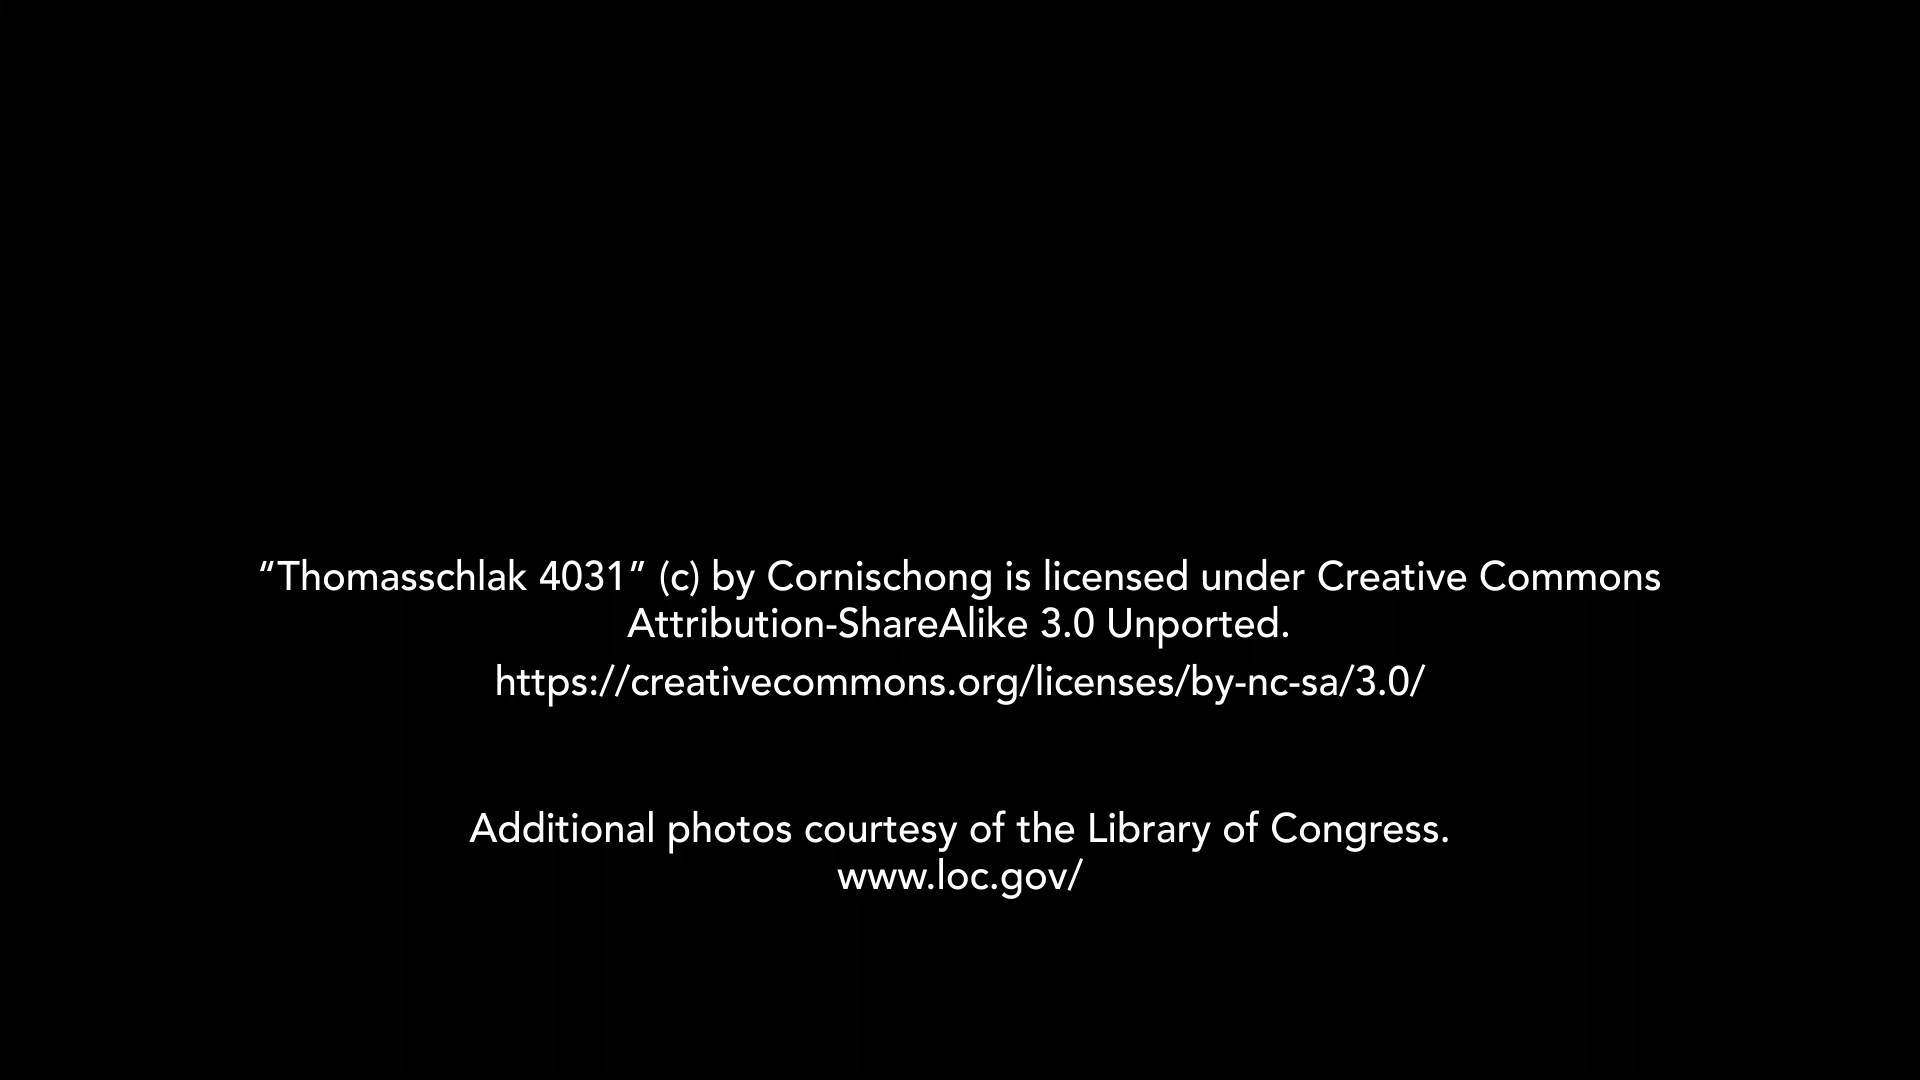 “Thomasschlak 4031” (c) by Cornischong is licensed under Creative Commons
Attribution-ShareAlike 3.0 Unported.
https://creativecommons.org/licenses/by-nc-sa/3.0/
Additional photos courtesy of the Library of Congress.
www.loc.gov/